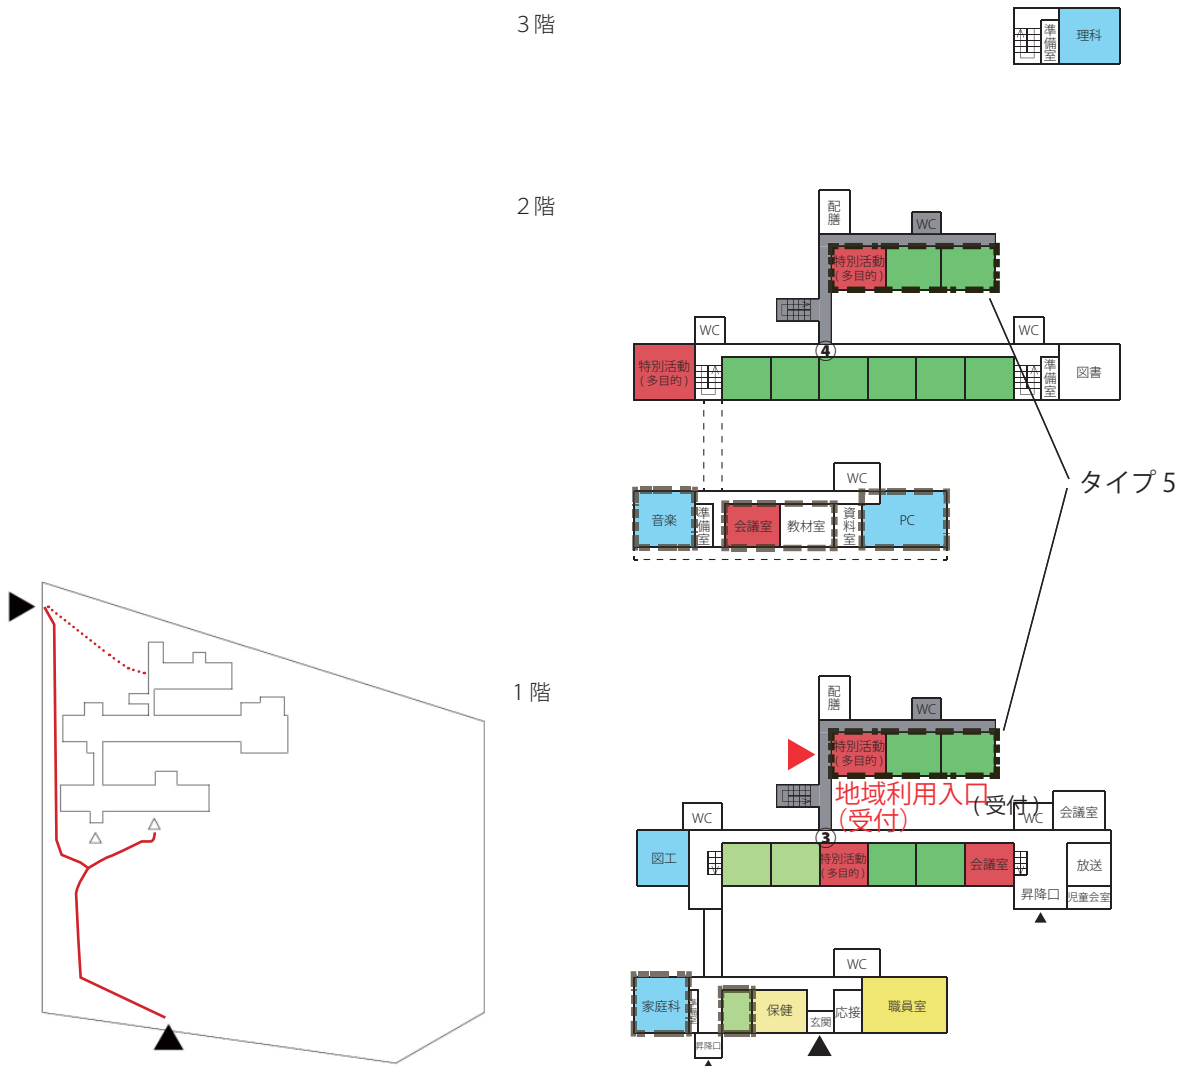 3階
準備室
理科
2階
配膳
WC
特別活動
(多目的)
WC
WC
④
特別活動
(多目的)
準備室
図書
タイプ5
WC
音楽
準備室
会議室
教材室
資料室
PC
1階
配膳
WC
特別活動
(多目的)
地域利用入口
(受付)
(受付)
WC
WC
会議室
③
図工
特別活動
(多目的)
会議室
放送
昇降口
児童会室
WC
家庭科
準備室
保健
玄関
応接
職員室
昇降口